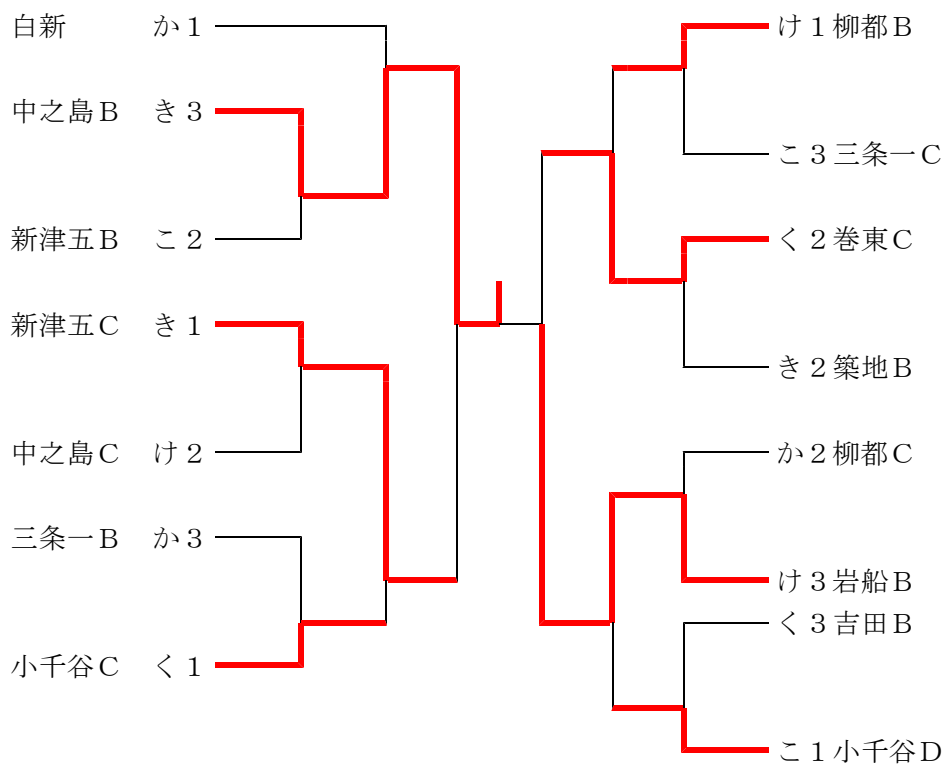 白新 か１
中之島Ｂ き３
新津五Ｂ こ２
新津五Ｃ き１
中之島Ｃ け２
三条一Ｂ か３
小千谷Ｃ く１
け１柳都Ｂ
こ３三条一Ｃ
く２巻東Ｃ
き２築地Ｂ
か２柳都Ｃ
け３岩船Ｂ
く３吉田Ｂ
こ１小千谷Ｄ